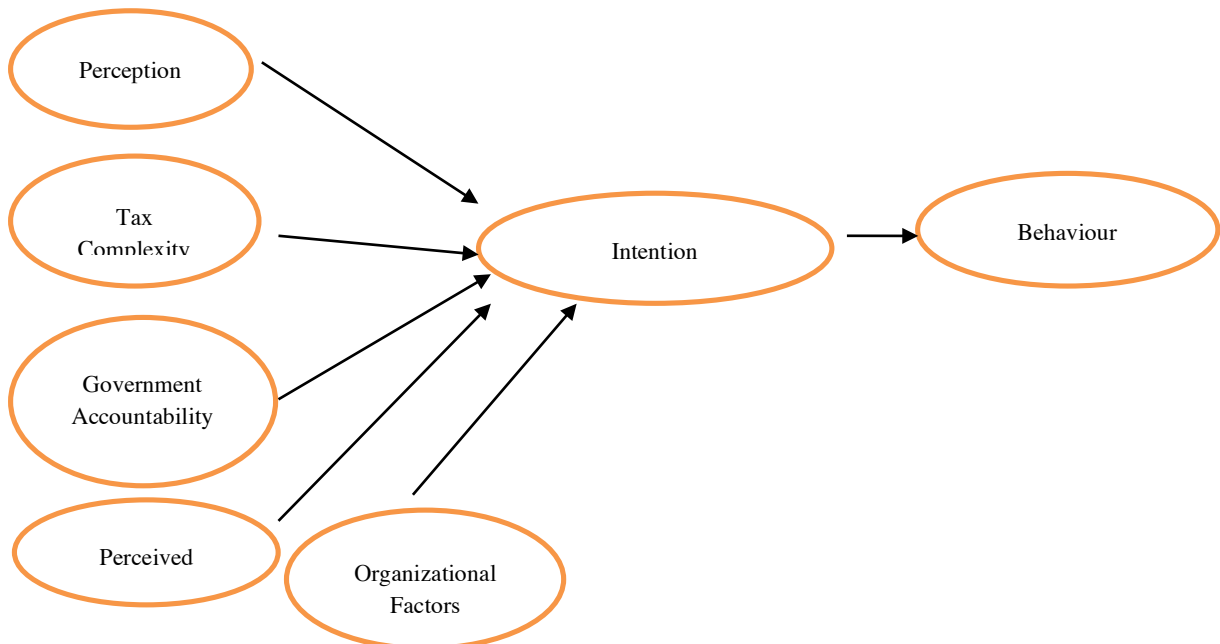 Perception
Tax
Complexity
Intention
Behaviour
Government
Accountability
Perceived
Organizational
Factors